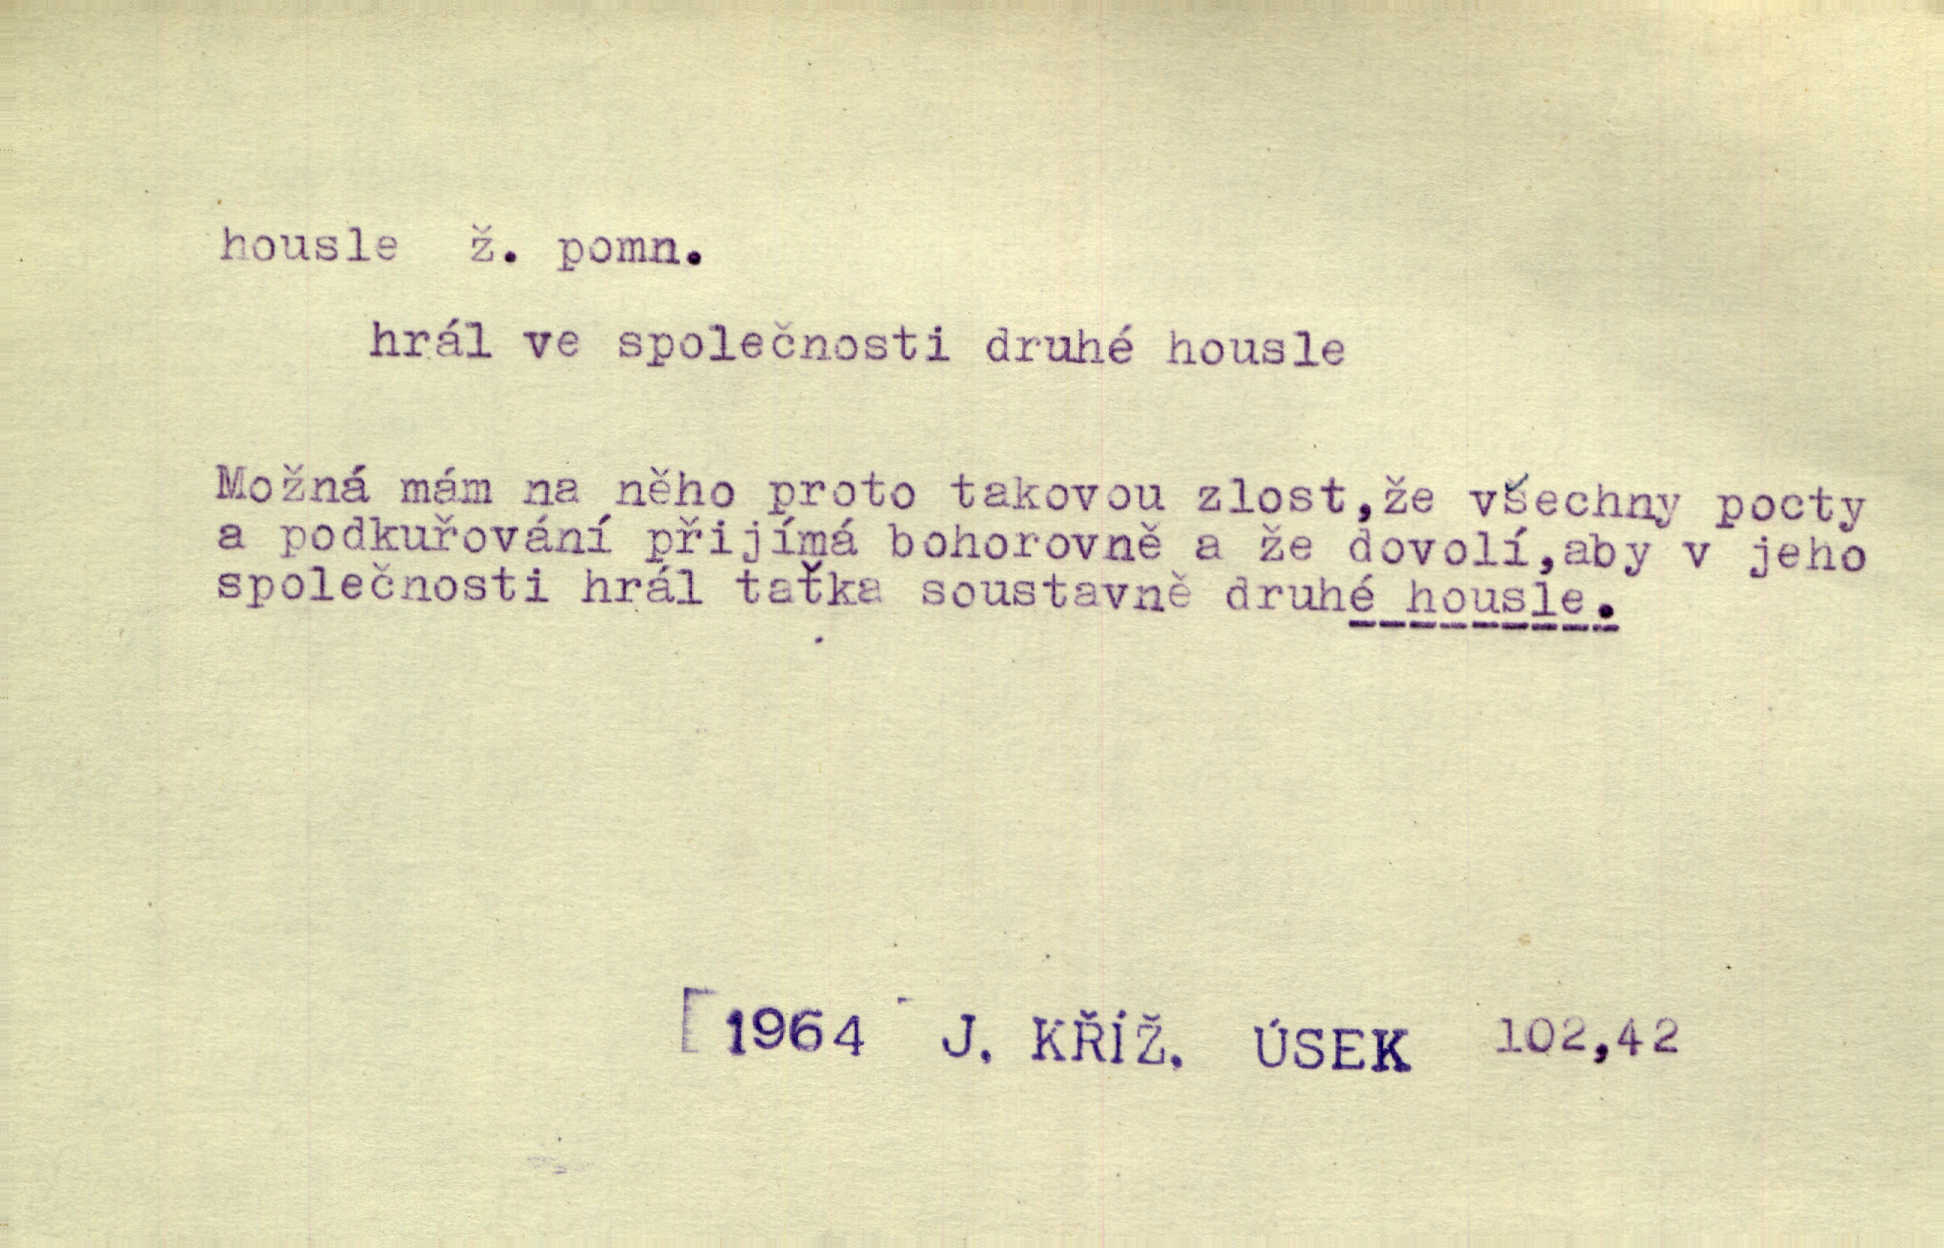 housle ž. pomn.
hrál ve společnosti druhé housle
Možná mám na něho proto takovou zlost,že všechny pocty
a podkuřování přijímá bohorovně a že dovolí,aby v jeho
společnosti hrál taťka soustavně druhé housle.
[1964 J. KŘÍŽ. ÚSEK 102,42